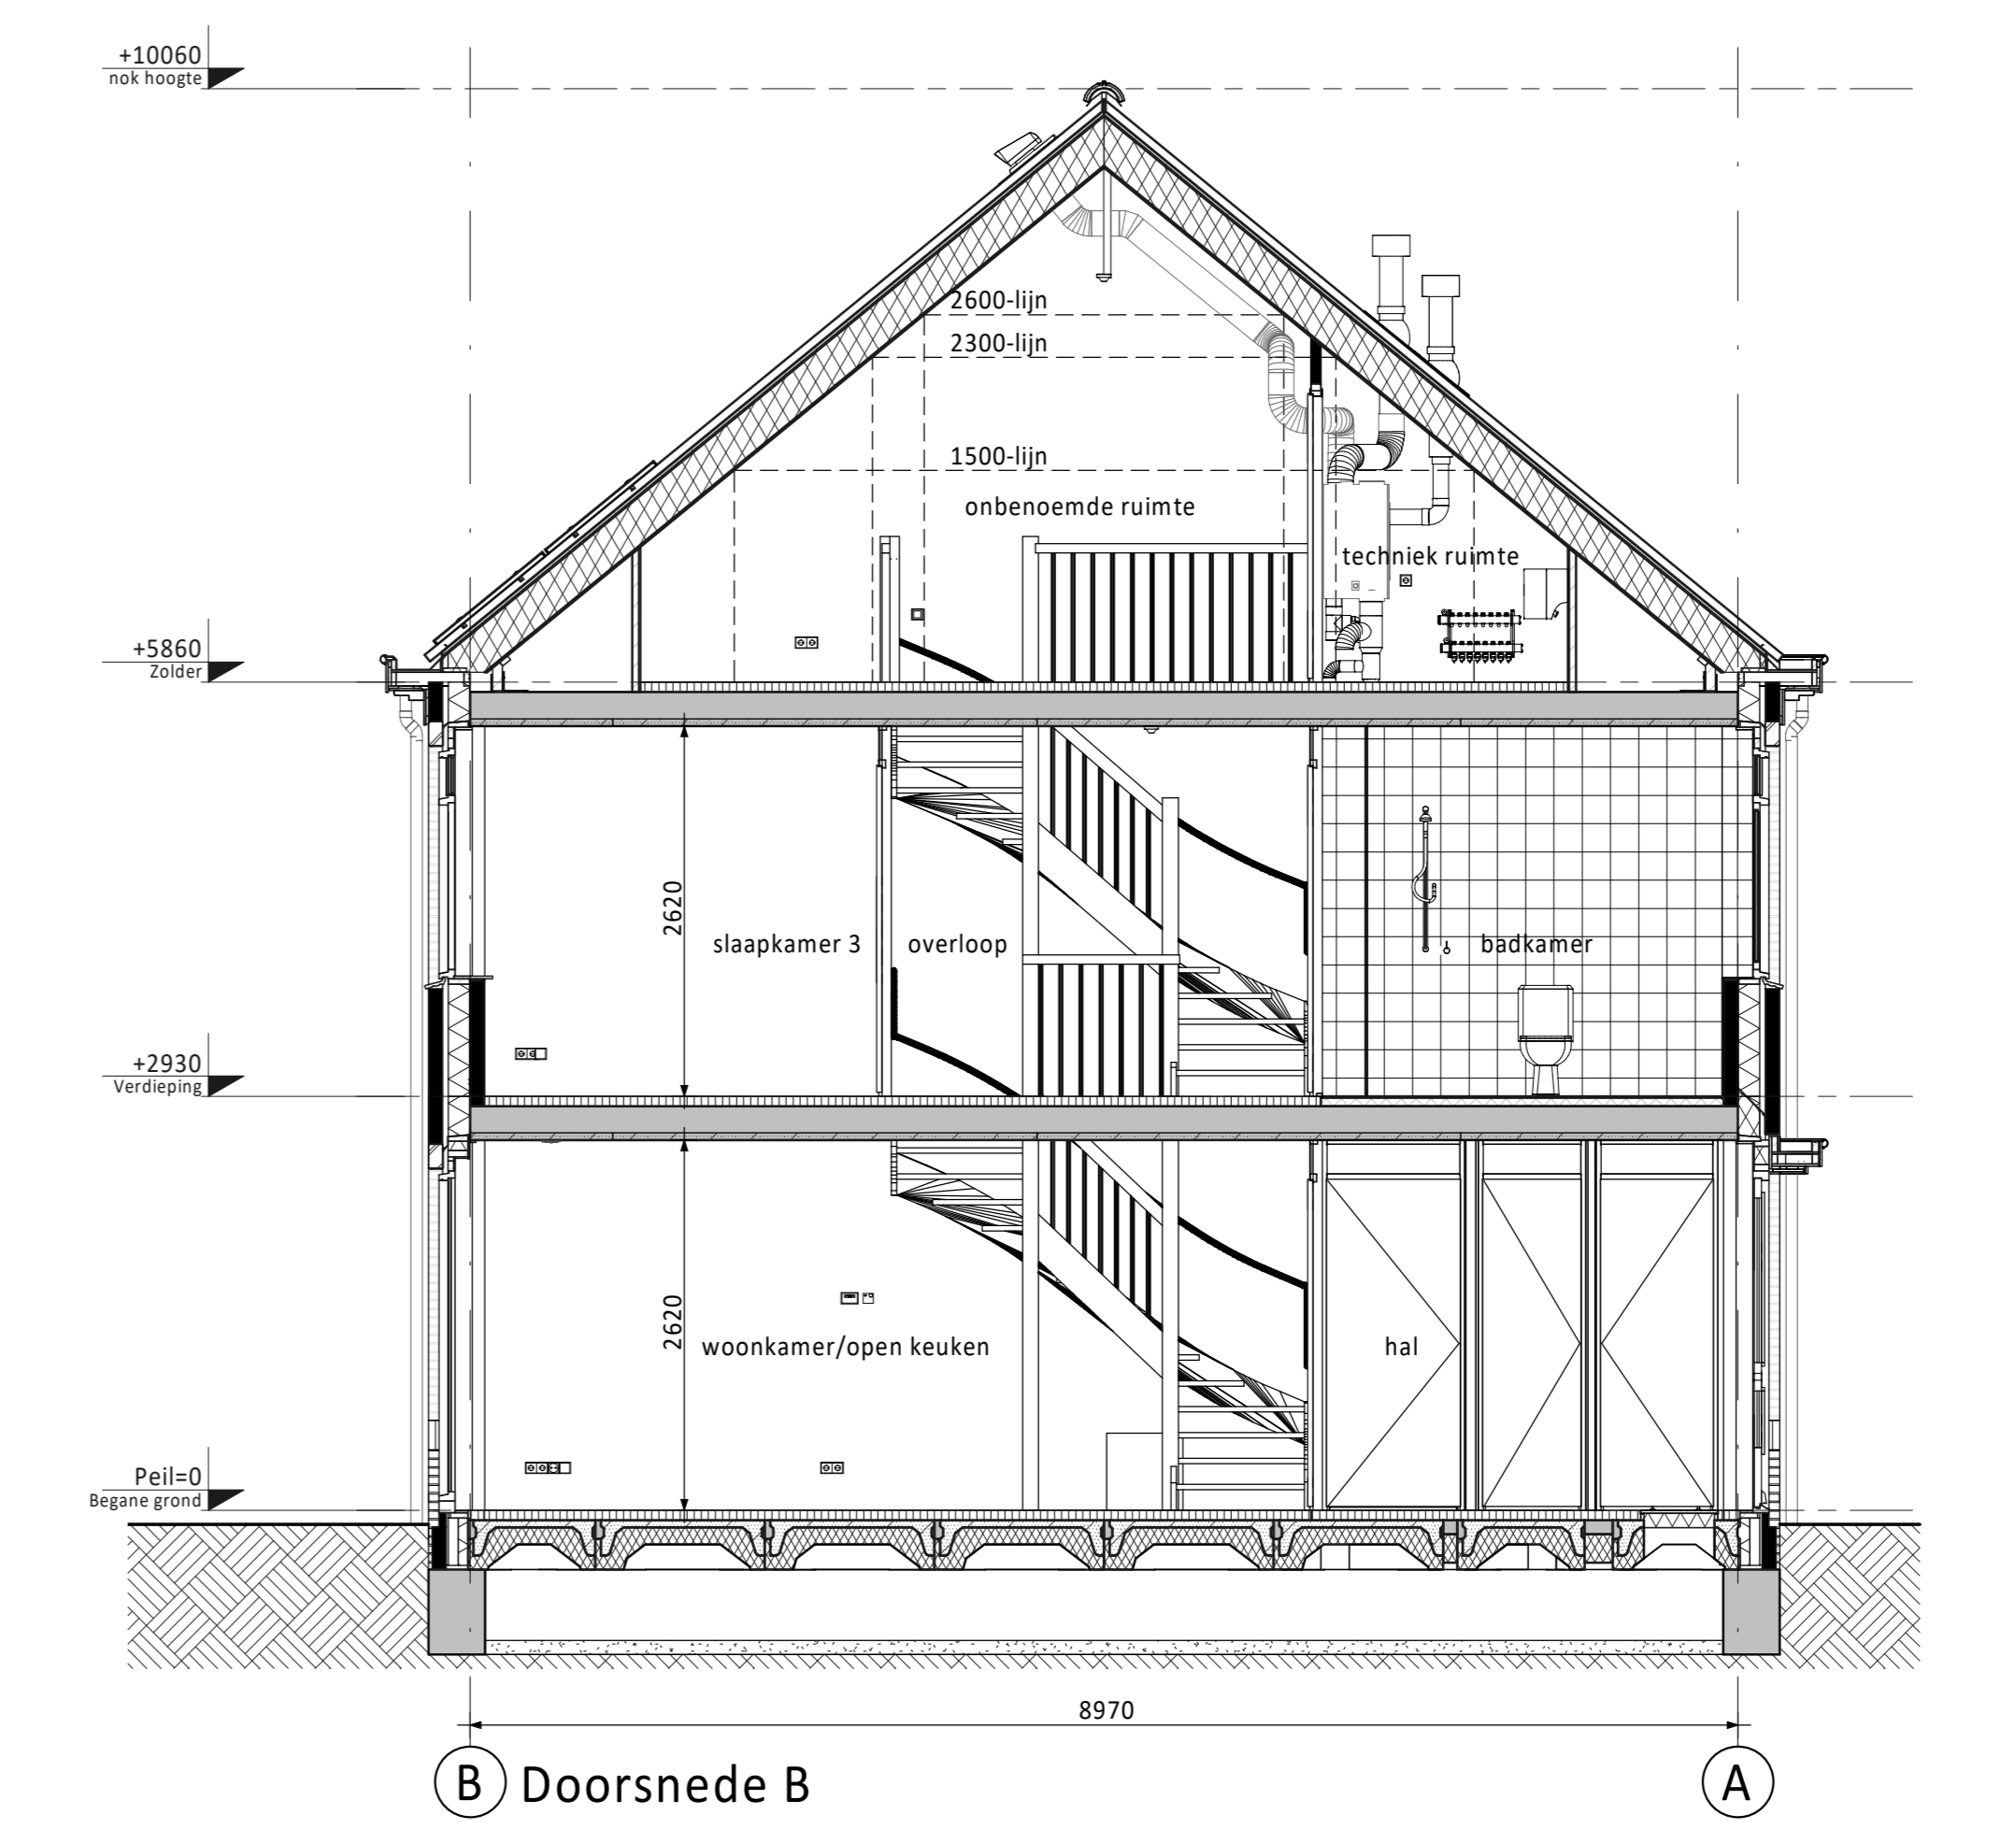 +10060
nok hoogte
2600-lijn
2300-lijn
1500-lijn
onbenoemde ruimte
techniek ruimte
+5860
Zolder
2620
slaapkamer 3
overloop
badkamer
+2930
Verdieping
2620
woonkamer/open keuken
hal
Peil=0
Begane grond
8970
B
Doorsnede B
A